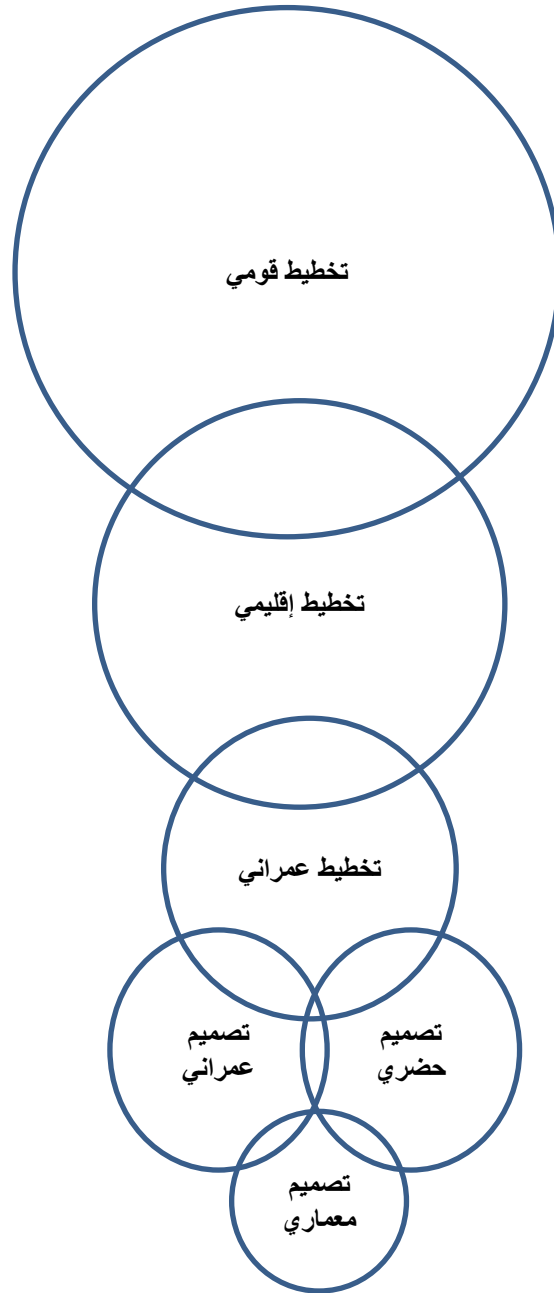 تخطيط قومي
تخطيط إقليمي
تخطيط عمراني
تصميم
حضري
تصميم
عمراني
تصميم
معماري